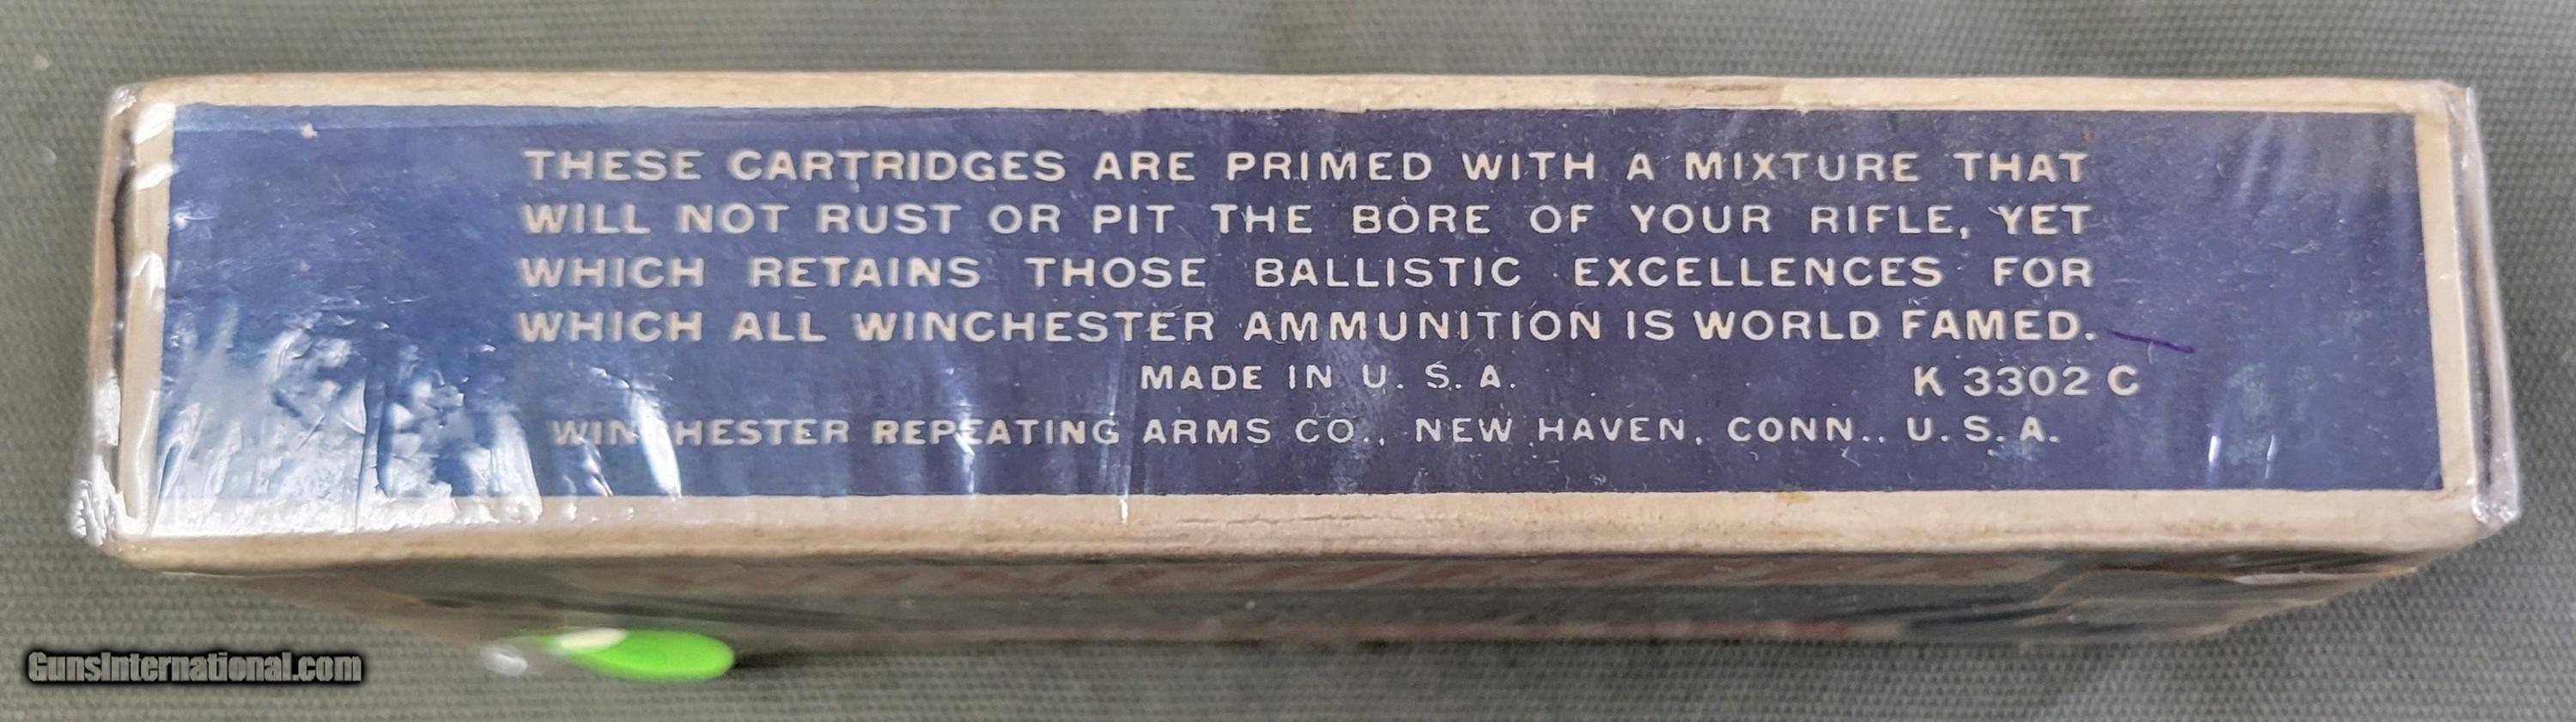 THESE CARTRIDGES ARE PRIMED WITH A MIXTURE THAT
WILL NOT RUST OR PIT THE BORE OF YOUR RIFLE, YET
WHICH RETAINS THOSE BALLISTIC EXCELLENCES FOR
WHICH ALL WINCHESTER AMMUNITION IS WORLD FAMED.
MADE IN U. S. A. K 3302 C
WINCHESTER REPEATING ARMS CO., NEW HAVEN, CONN., U. S. A.
GunsInternational.com